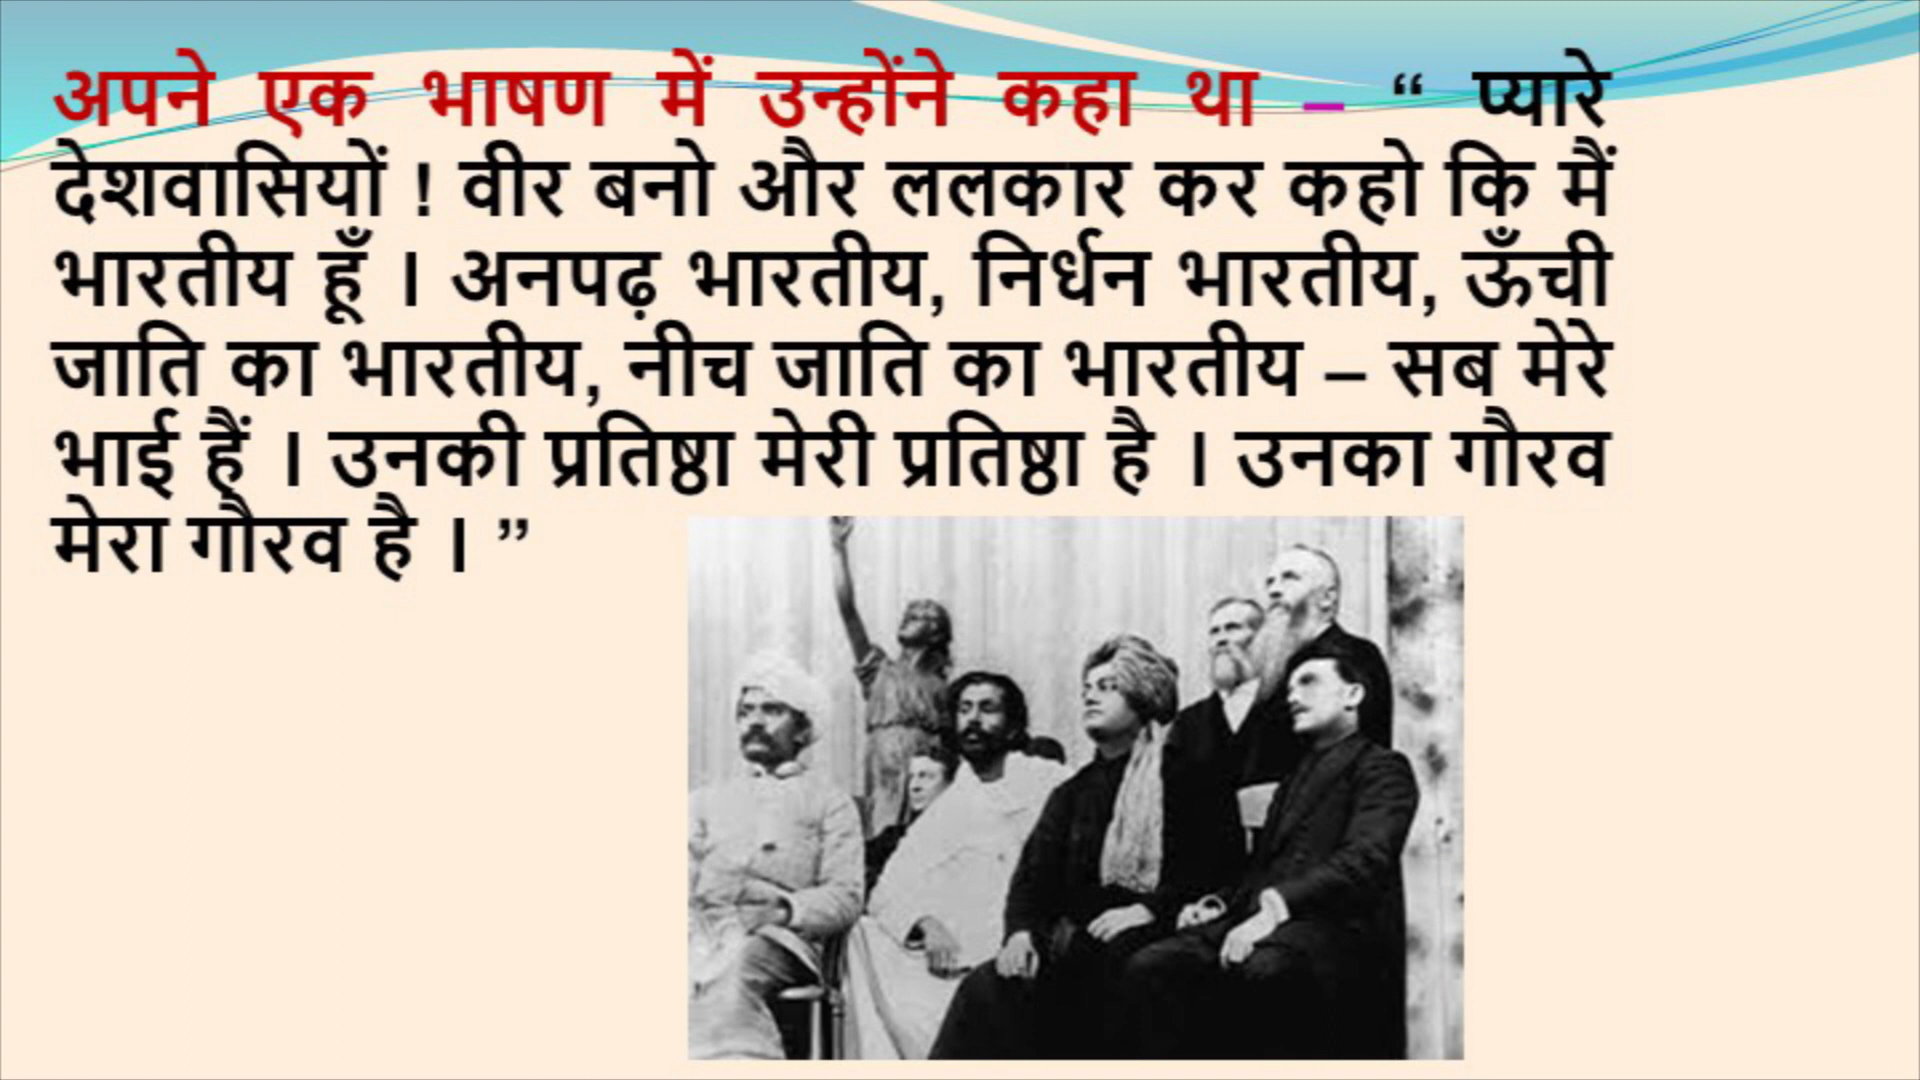 अपने एक भाषण में उन्होंने कहा था – “ प्यारे
देशवासियों ! वीर बनो और ललकार कर कहो कि मैं
भारतीय हूँ । अनपढ़ भारतीय, निर्धन भारतीय, ऊँची
जाति का भारतीय, नीच जाति का भारतीय – सब मेरे
भाई हैं । उनकी प्रतिष्ठा मेरी प्रतिष्ठा है । उनका गौरव
मेरा गौरव है । ”